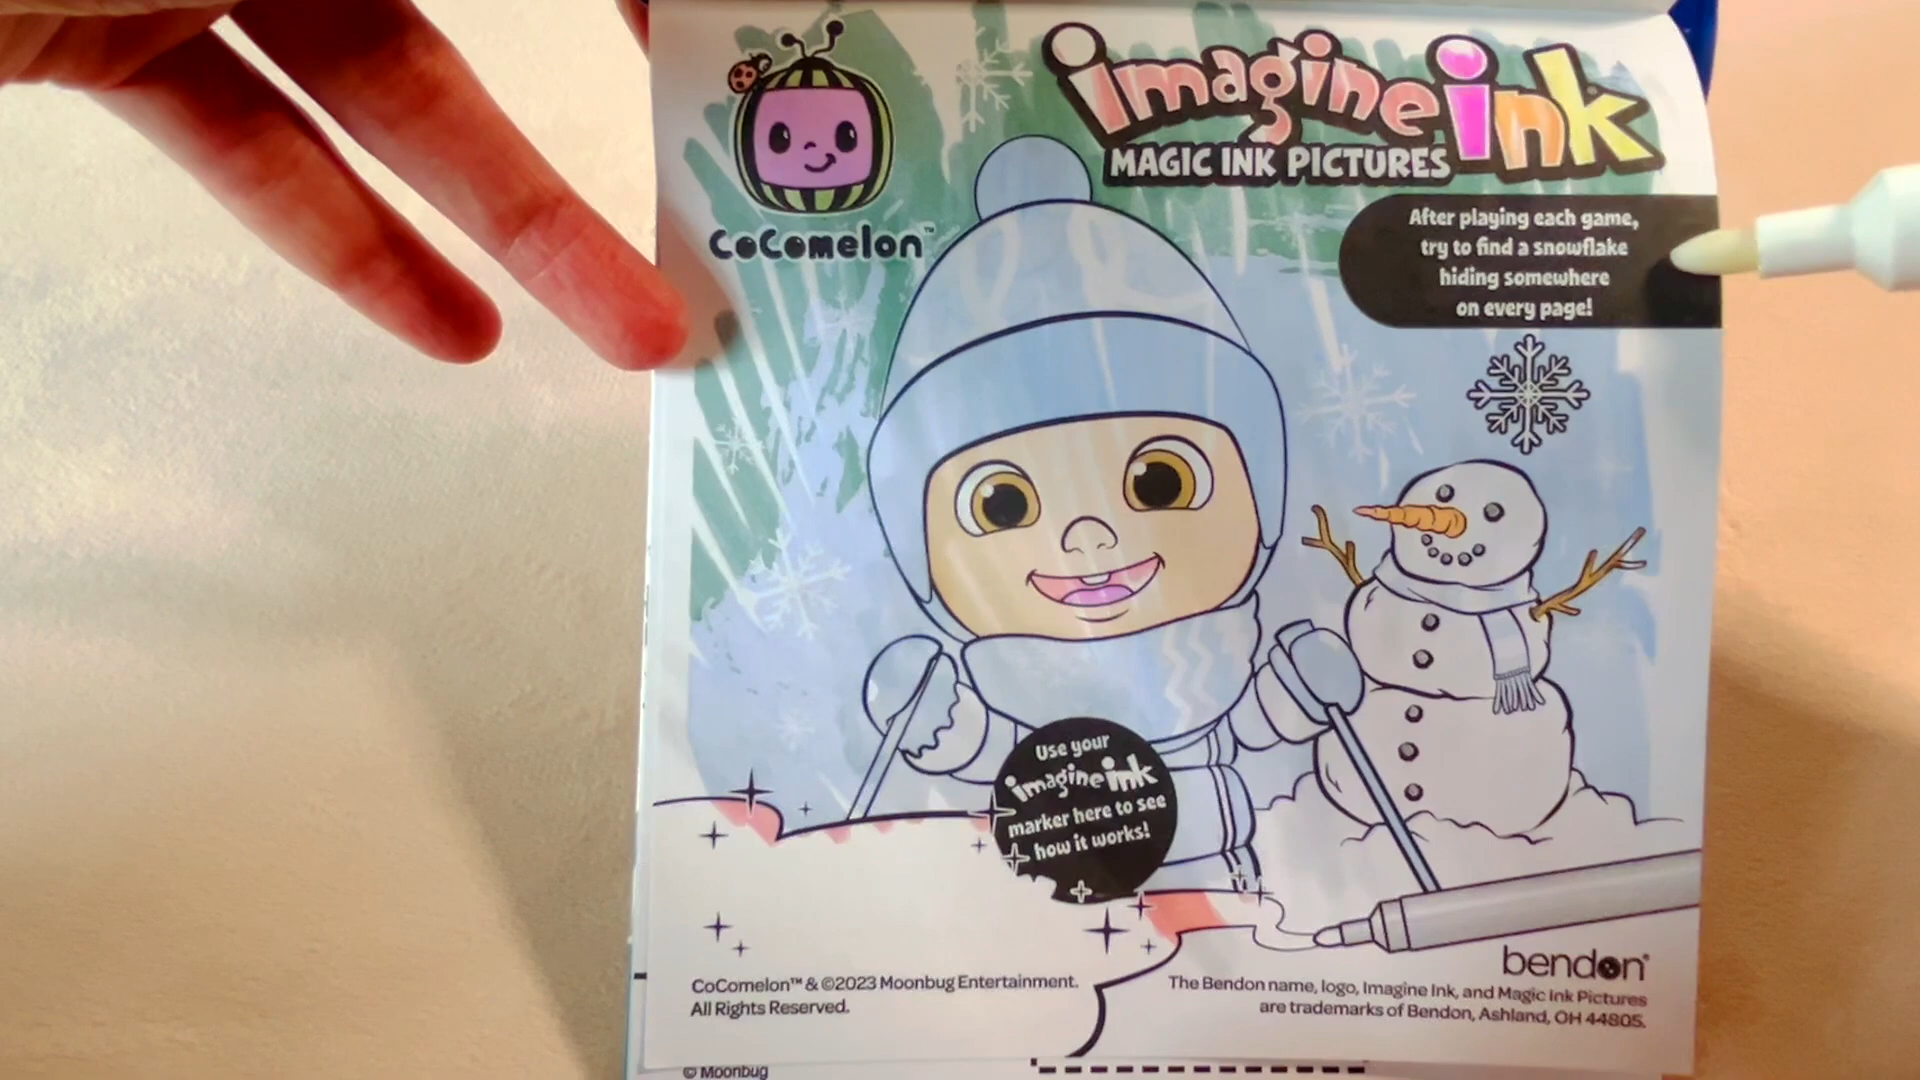 CoComelon™
imagine ink
MAGIC INK PICTURES
After playing each game,
try to find a snowflake
hiding somewhere
on every page!
Use your
imagine ink
marker here to see
how it works!
bendon®
CoComelon™ & ©2023 Moonbug Entertainment.
All Rights Reserved.
The Bendon name, logo, Imagine Ink, and Magic Ink Pictures
are trademarks of Bendon, Ashland, OH 44805.
© Moonbug